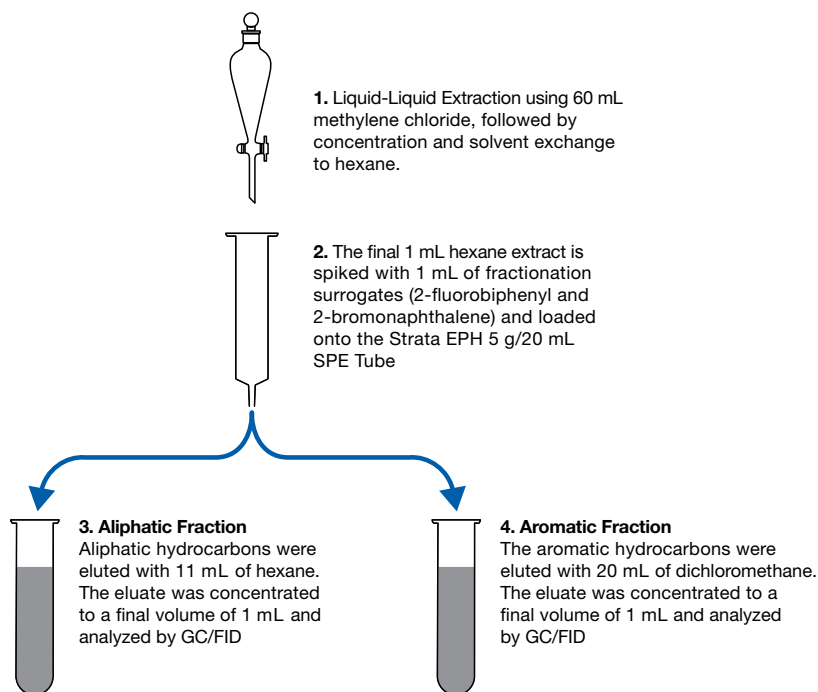 1. Liquid-Liquid Extraction using 60 mL
methylene chloride, followed by
concentration and solvent exchange
to hexane.
2. The final 1 mL hexane extract is
spiked with 1 mL of fractionation
surrogates (2-fluorobiphenyl and
2-bromonaphthalene) and loaded
onto the Strata EPH 5 g/20 mL
SPE Tube
3. Aliphatic Fraction
Aliphatic hydrocarbons were
eluted with 11 mL of hexane.
The eluate was concentrated
to a final volume of 1 mL and
analyzed by GC/FID
4. Aromatic Fraction
The aromatic hydrocarbons were
eluted with 20 mL of dichloromethane.
The eluate was concentrated to a
final volume of 1 mL and analyzed
by GC/FID